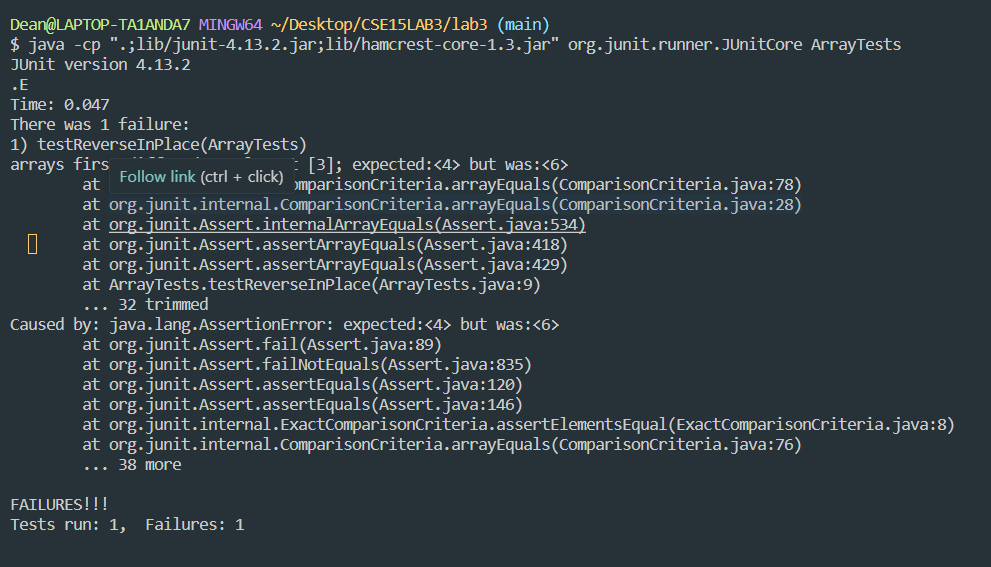 Dean@LAPTOP-TA1ANDA7 MINGW64 ~/Desktop/CSE15LAB3/lab3 (main)
$ java -cp ".;lib/junit-4.13.2.jar;lib/hamcrest-core-1.3.jar" org.junit.runner.JUnitCore ArrayTests
JUnit version 4.13.2
.E
Time: 0.047
There was 1 failure:
1) testReverseInPlace(ArrayTests)
arrays firs [3]; expected:<4> but was:<6>
Follow link (ctrl + click)
at omparisonCriteria.arrayEquals(ComparisonCriteria.java:78)
at org.junit.internal.ComparisonCriteria.arrayEquals(ComparisonCriteria.java:28)
at org.junit.Assert.internalArrayEquals(Assert.java:534)
at org.junit.Assert.assertArrayEquals(Assert.java:418)
at org.junit.Assert.assertArrayEquals(Assert.java:429)
at ArrayTests.testReverseInPlace(ArrayTests.java:9)
... 32 trimmed
Caused by: java.lang.AssertionError: expected:<4> but was:<6>
at org.junit.Assert.fail(Assert.java:89)
at org.junit.Assert.failNotEquals(Assert.java:835)
at org.junit.Assert.assertEquals(Assert.java:120)
at org.junit.Assert.assertEquals(Assert.java:146)
at org.junit.internal.ExactComparisonCriteria.assertElementsEqual(ExactComparisonCriteria.java:8)
at org.junit.internal.ComparisonCriteria.arrayEquals(ComparisonCriteria.java:76)
... 38 more
FAILURES!!!
Tests run: 1,  Failures: 1